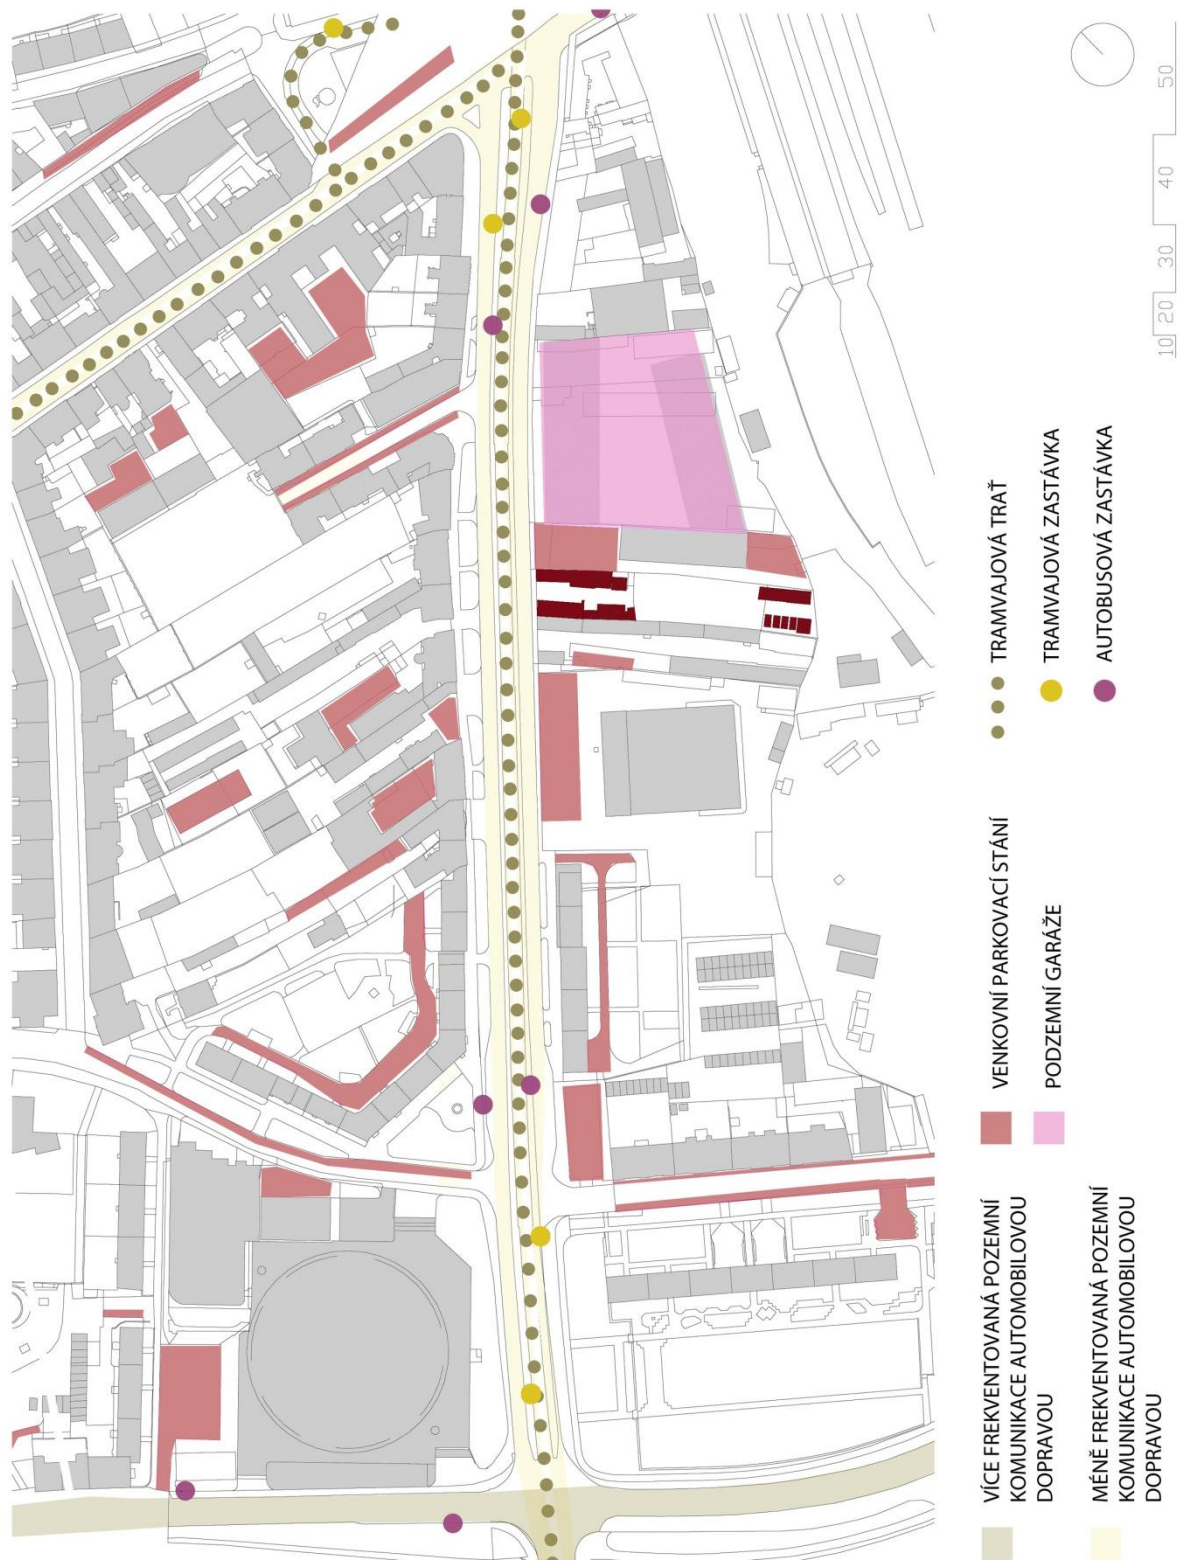 VÍCE FREKVENTOVANÁ POZEMNÍ
KOMUNIKACE AUTOMOBILOVOU
DOPRAVOU
MÉNĚ FREKVENTOVANÁ POZEMNÍ
KOMUNIKACE AUTOMOBILOVOU
DOPRAVOU
VENKOVNÍ PARKOVACÍ STÁNÍ
PODZEMNÍ GARÁŽE
TRAMVAJOVÁ TRAŤ
TRAMVAJOVÁ ZASTÁVKA
AUTOBUSOVÁ ZASTÁVKA
10 20 30 40 50